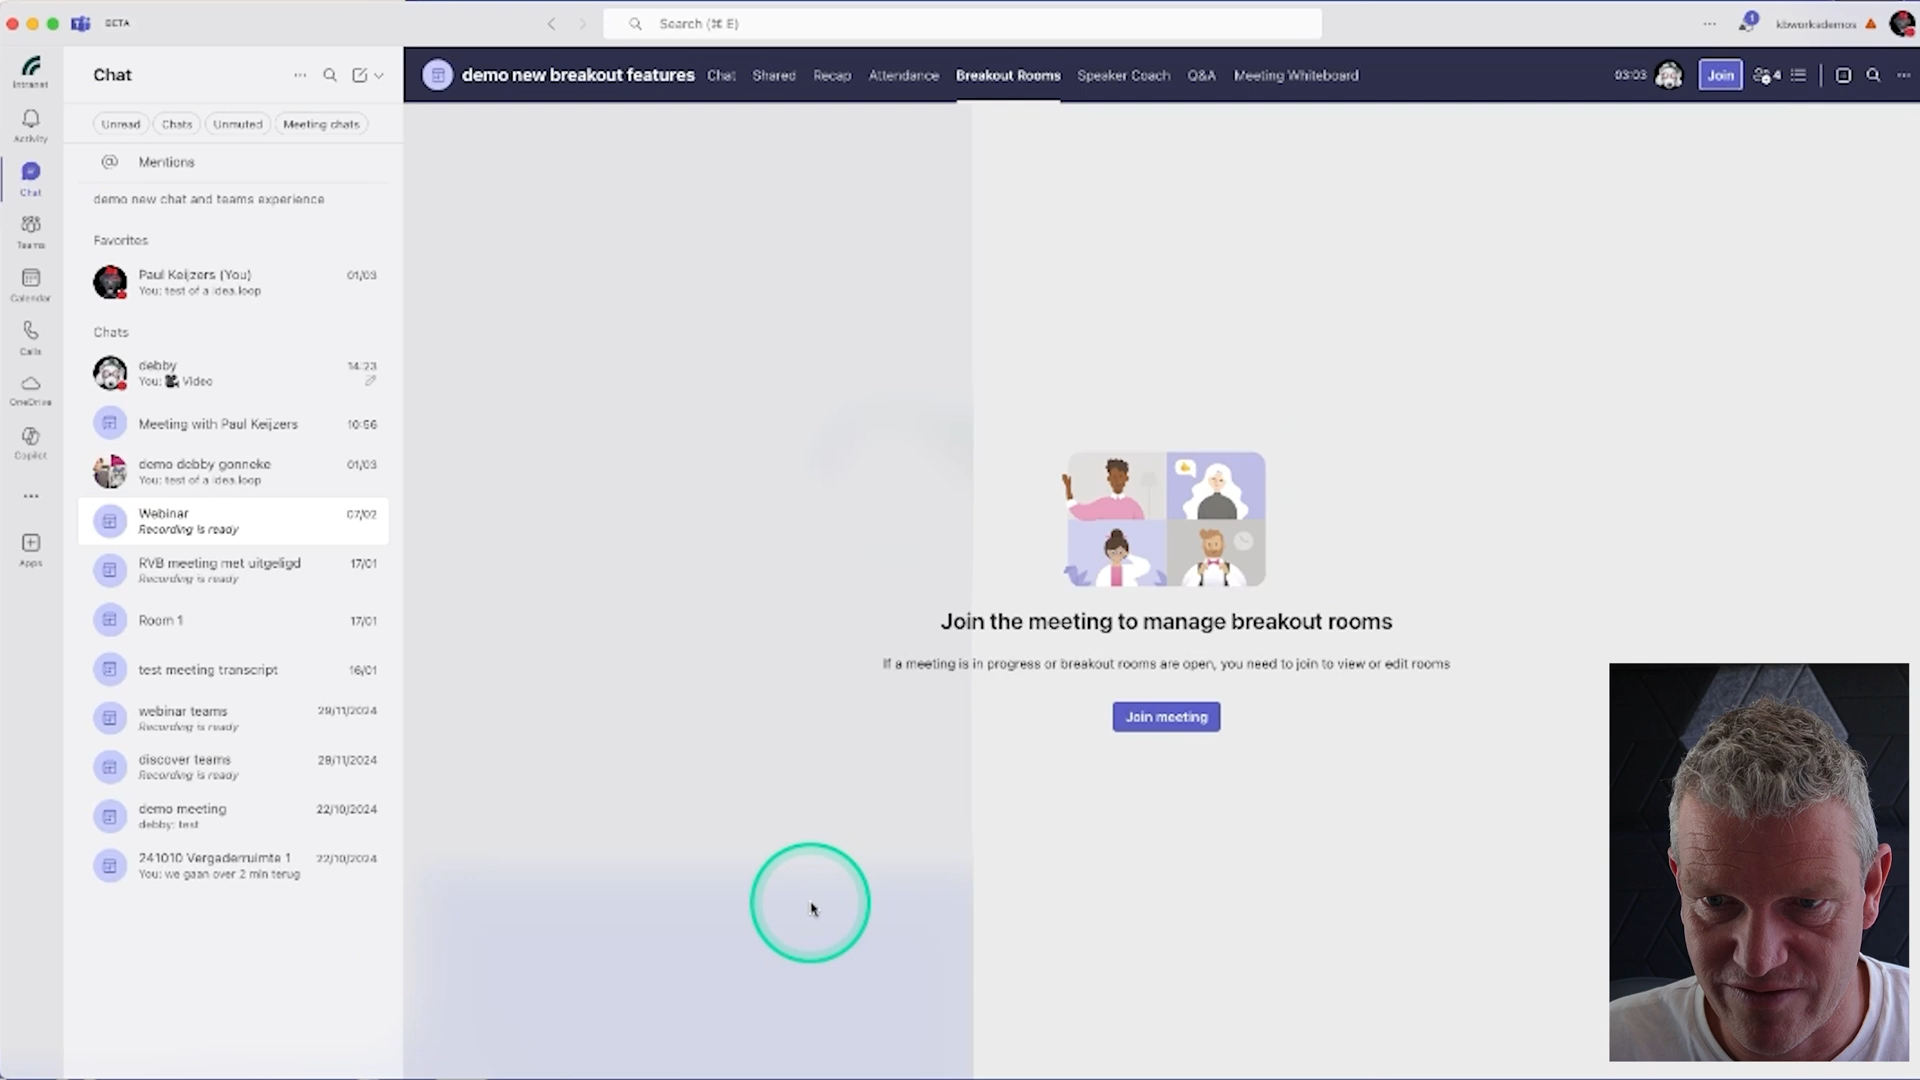 BETA
Search (⌘ E)
1
kbworksdemos
Intranet
Activity
Chat
Teams
Calendar
Calls
OneDrive
Copilot
Apps
Chat
Unread
Chats
Unmuted
Meeting chats
@ Mentions
demo new chat and teams experience
Favorites
Paul Keijzers (You) 01/03
You: test of a idea.loop
Chats
debby 14:23
You: Video
Meeting with Paul Keijzers 10:56
demo debby gonneke 01/03
You: test of a idea.loop
Webinar 07/02
Recording is ready
RVB meeting met uitgeligd 17/01
Recording is ready
Room 1 17/01
test meeting transcript 16/01
webinar teams 29/11/2024
Recording is ready
discover teams 29/11/2024
Recording is ready
demo meeting 22/10/2024
debby: test
241010 Vergaderruimte 1 22/10/2024
You: we gaan over 2 min terug
demo new breakout features Chat Shared Recap Attendance Breakout Rooms Speaker Coach Q&A Meeting Whiteboard
03:03
Join
4
Join the meeting to manage breakout rooms
If a meeting is in progress or breakout rooms are open, you need to join to view or edit rooms
Join meeting